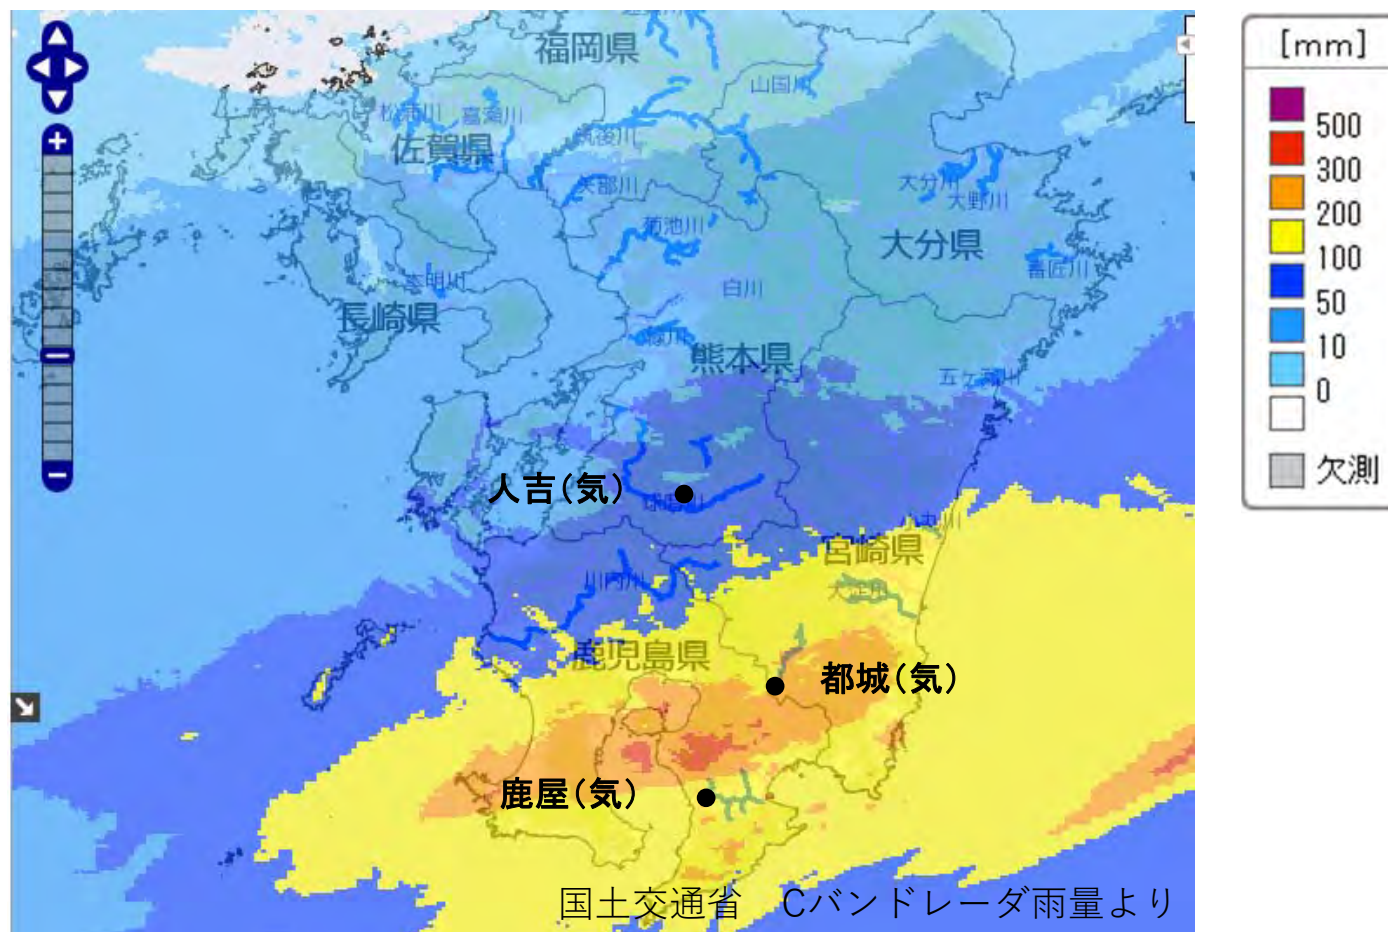 福岡県
山国川
松浦川
嘉瀬川
筑後川
佐賀県
矢部川
大分川
大野川
菊池川
大分県
番匠川
本明川
白川
長崎県
緑川
熊本県
五ヶ瀬川
人吉(気)
球磨川
小丸川
宮崎県
川内川
大淀川
鹿児島県
都城(気)
鹿屋(気)
国土交通省 Cバンドレーダ雨量より
[mm]
500
300
200
100
50
10
0
欠測